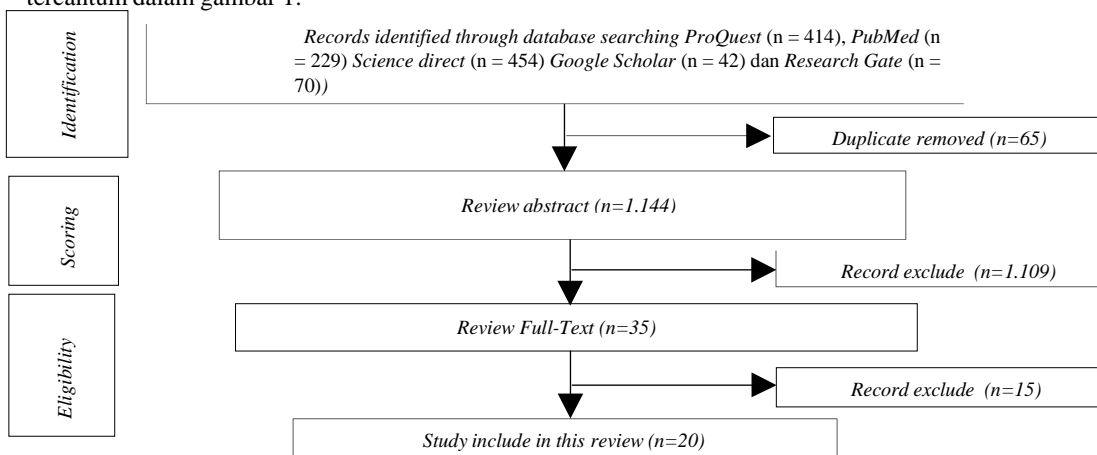 tercantum dalam gambar 1.
Identification
Records identified through database searching ProQuest (n = 414), PubMed (n
= 229) Science direct (n = 454) Google Scholar (n = 42) dan Research Gate (n =
70))
Duplicate removed (n=65)
Scoring
Review abstract (n=1.144)
Record exclude (n=1.109)
Eligibility
Review Full-Text (n=35)
Record exclude (n=15)
Study include in this review (n=20)